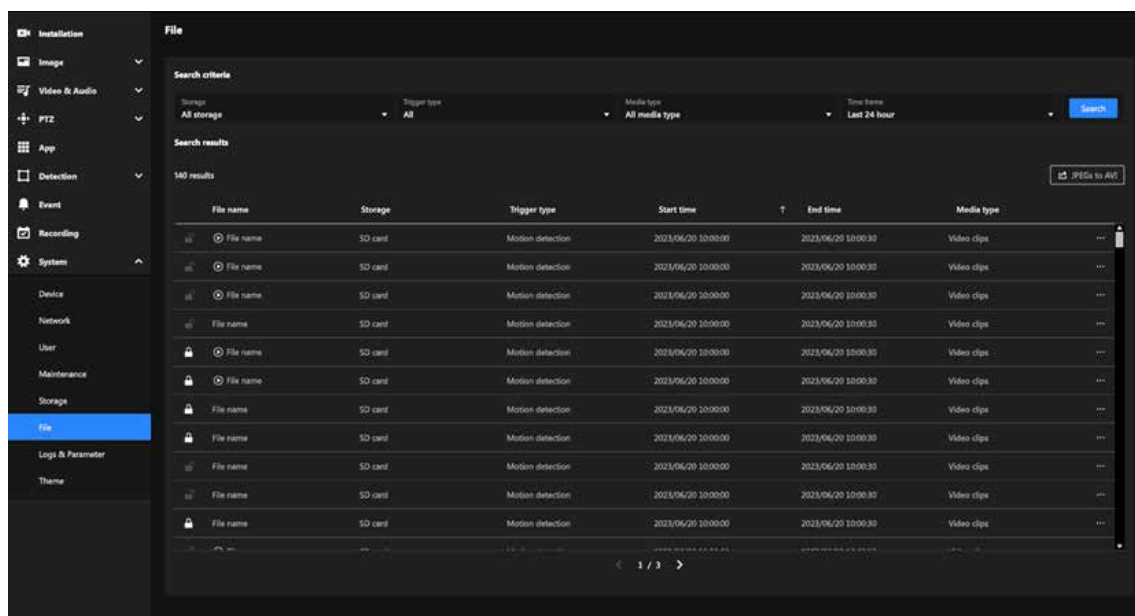 Installation
Image
Video & Audio
PTZ
App
Detection
Event
Recording
System
Device
Network
User
Maintenance
Storage
File
Logs & Parameter
Theme
File
Search criteria
Storage Trigger type Media type Time frame
All storage All All media type Last 24 hour Search
Search results
140 results JPEGs to AVI
File name Storage Trigger type Start time End time Media type
File name SD card Motion detection 2023/06/20 10:00:00 2023/06/20 10:00:30 Video clips ...
File name SD card Motion detection 2023/06/20 10:00:00 2023/06/20 10:00:30 Video clips ...
File name SD card Motion detection 2023/06/20 10:00:00 2023/06/20 10:00:30 Video clips ...
File name SD card Motion detection 2023/06/20 10:00:00 2023/06/20 10:00:30 Video clips ...
File name SD card Motion detection 2023/06/20 10:00:00 2023/06/20 10:00:30 Video clips ...
File name SD card Motion detection 2023/06/20 10:00:00 2023/06/20 10:00:30 Video clips ...
File name SD card Motion detection 2023/06/20 10:00:00 2023/06/20 10:00:30 Video clips ...
File name SD card Motion detection 2023/06/20 10:00:00 2023/06/20 10:00:30 Video clips ...
File name SD card Motion detection 2023/06/20 10:00:00 2023/06/20 10:00:30 Video clips ...
File name SD card Motion detection 2023/06/20 10:00:00 2023/06/20 10:00:30 Video clips ...
File name SD card Motion detection 2023/06/20 10:00:00 2023/06/20 10:00:30 Video clips ...
1 / 3